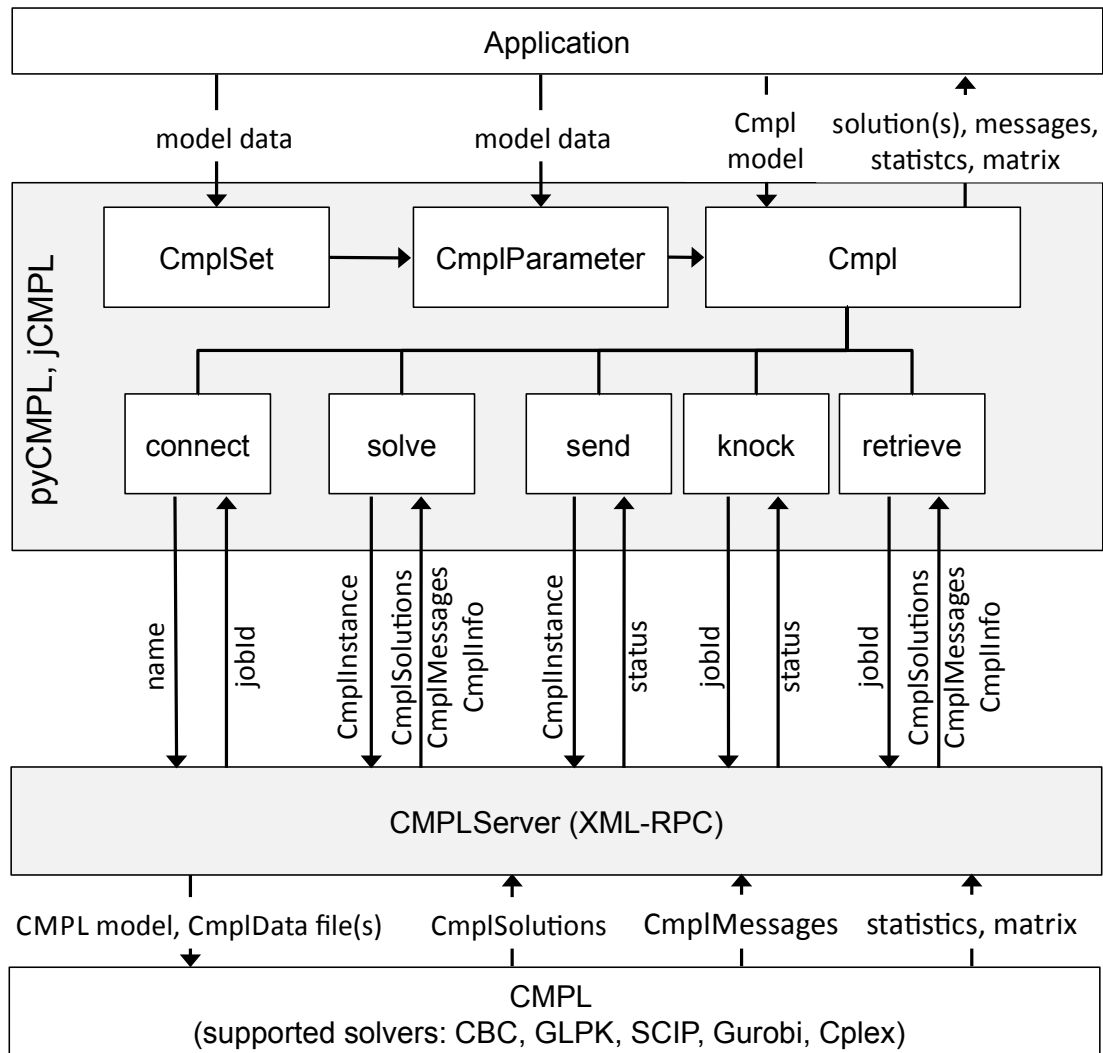 Application
model data
model data
Cmpl
model
solution(s), messages,
statistcs, matrix
pyCMPL, jCMPL
CmplSet
CmplParameter
Cmpl
connect
solve
send
knock
retrieve
name
jobId
CmplInstance
CmplSolutions
CmplMessages
CmplInfo
CmplInstance
status
jobId
status
jobId
CmplSolutions
CmplMessages
CmplInfo
CMPLServer (XML-RPC)
CMPL model, CmplData file(s)
CmplSolutions
CmplMessages
statistics, matrix
CMPL
(supported solvers: CBC, GLPK, SCIP, Gurobi, Cplex)